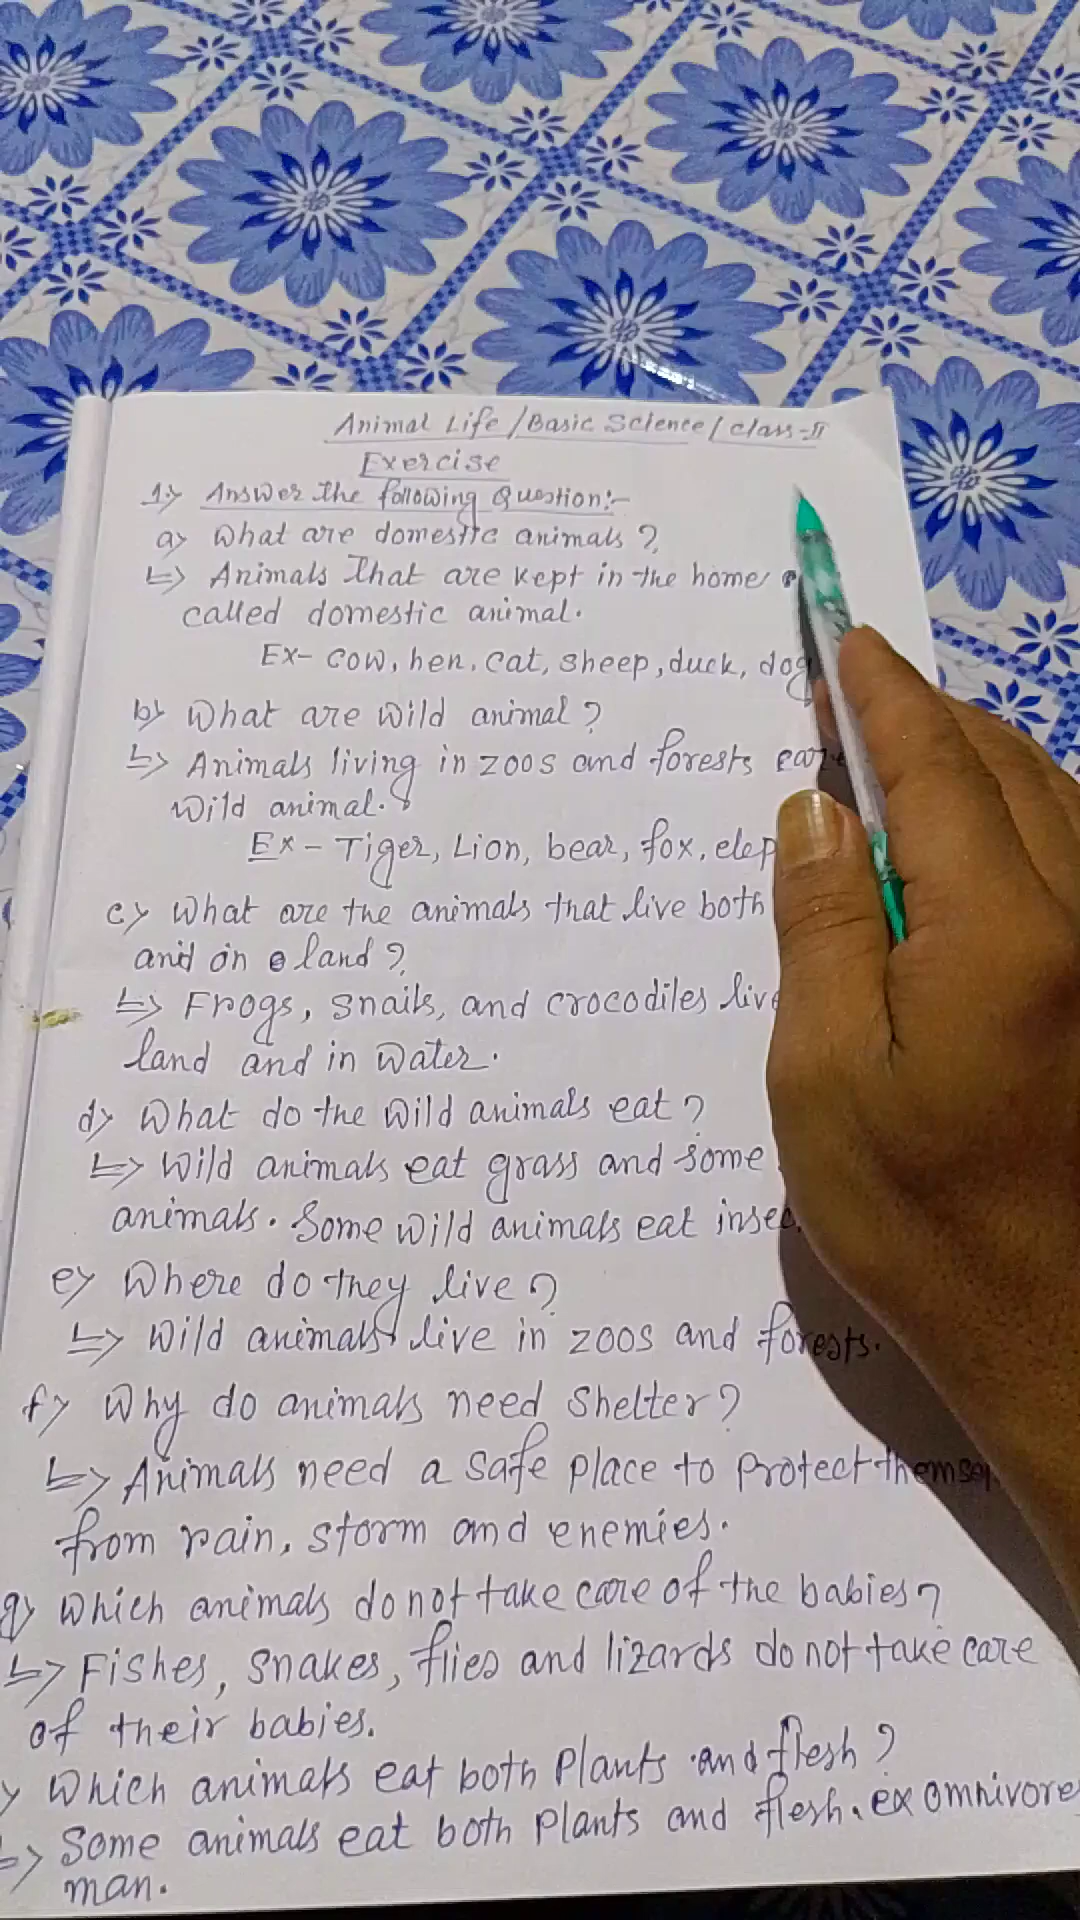 Animal Life / Basic Science / Class-II
Exercise
1) Answer the following Question:-
a) What are domestic animals?
↳ Animals that are kept in the home
called domestic animal.
Ex- cow, hen, cat, sheep, duck, dog
b) What are wild animal?
↳ Animals living in zoos and forests
wild animal.
Ex- Tiger, Lion, bear, fox, elep
c) What are the animals that live both
and on land?
↳ Frogs, snails, and crocodiles live
land and in water.
d) What do the wild animals eat?
↳ Wild animals eat grass and some
animals. Some wild animals eat insec
e) Where do they live?
↳ Wild animals live in zoos and forests.
f) Why do animals need shelter?
↳ Animals need a safe place to protect themsel
from rain, storm and enemies.
g) Which animals do not take care of the babies?
↳ Fishes, snakes, flies and lizards do not take care
of their babies.
) Which animals eat both plants and flesh?
↳ Some animals eat both plants and flesh. ex omnivore
man.